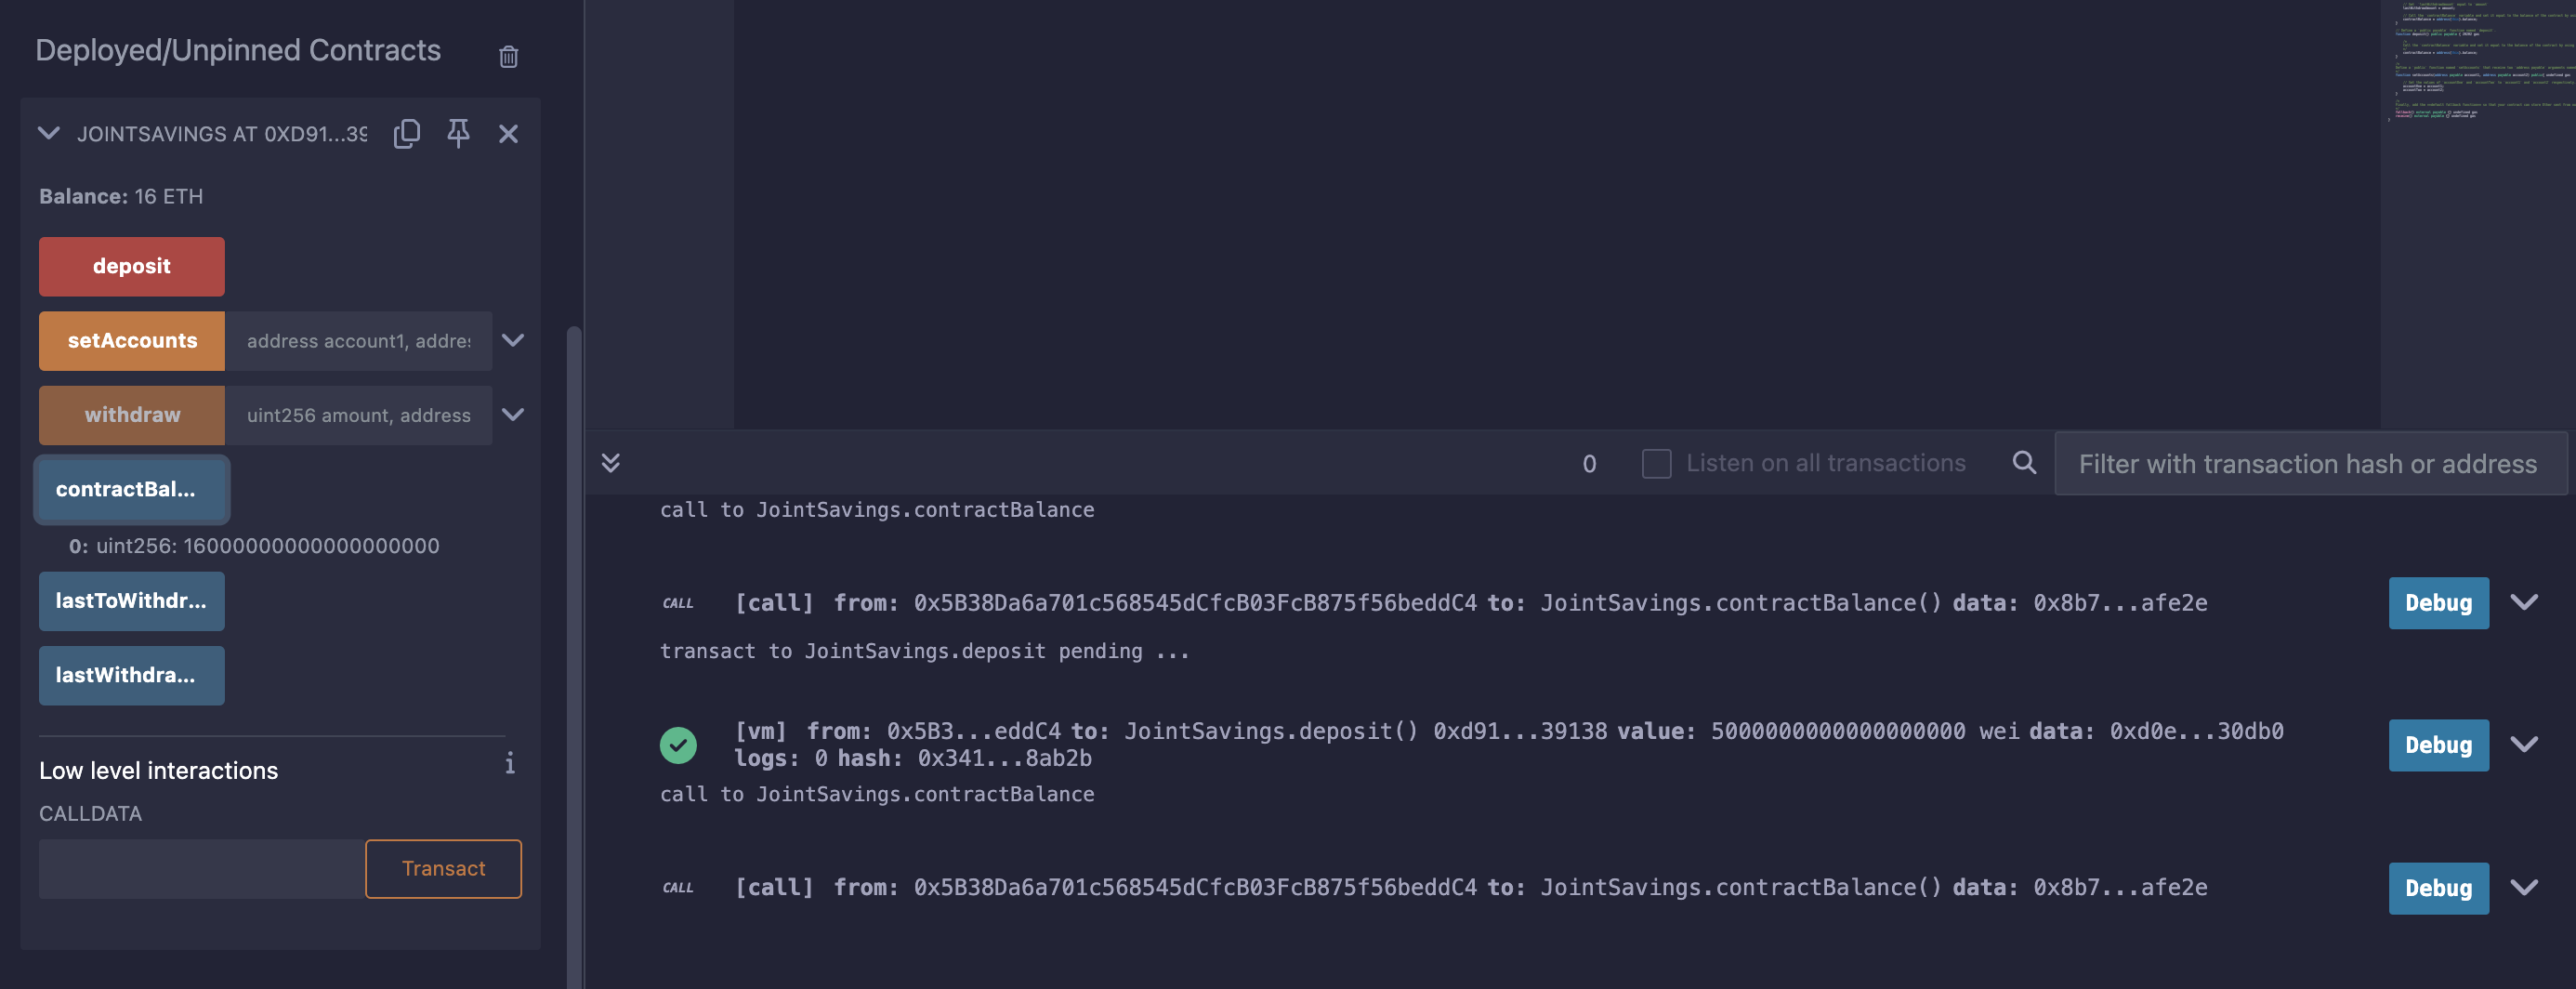 Deployed/Unpinned Contracts
JOINTSAVINGS AT 0XD91...39
Balance: 16 ETH
deposit
setAccounts
address account1, addre
withdraw
uint256 amount, address
contractBal...
0: uint256: 16000000000000000000
lastToWithdr...
lastWithdra...
Low level interactions
i
CALLDATA
Transact
0
Listen on all transactions
Filter with transaction hash or address
call to JointSavings.contractBalance
CALL [call] from: 0x5B38Da6a701c568545dCfcB03FcB875f56beddC4 to: JointSavings.contractBalance() data: 0x8b7...afe2e
Debug
transact to JointSavings.deposit pending ...
[vm] from: 0x5B3...eddC4 to: JointSavings.deposit() 0xd91...39138 value: 5000000000000000000 wei data: 0xd0e...30db0
logs: 0 hash: 0x341...8ab2b
Debug
call to JointSavings.contractBalance
CALL [call] from: 0x5B38Da6a701c568545dCfcB03FcB875f56beddC4 to: JointSavings.contractBalance() data: 0x8b7...afe2e
Debug